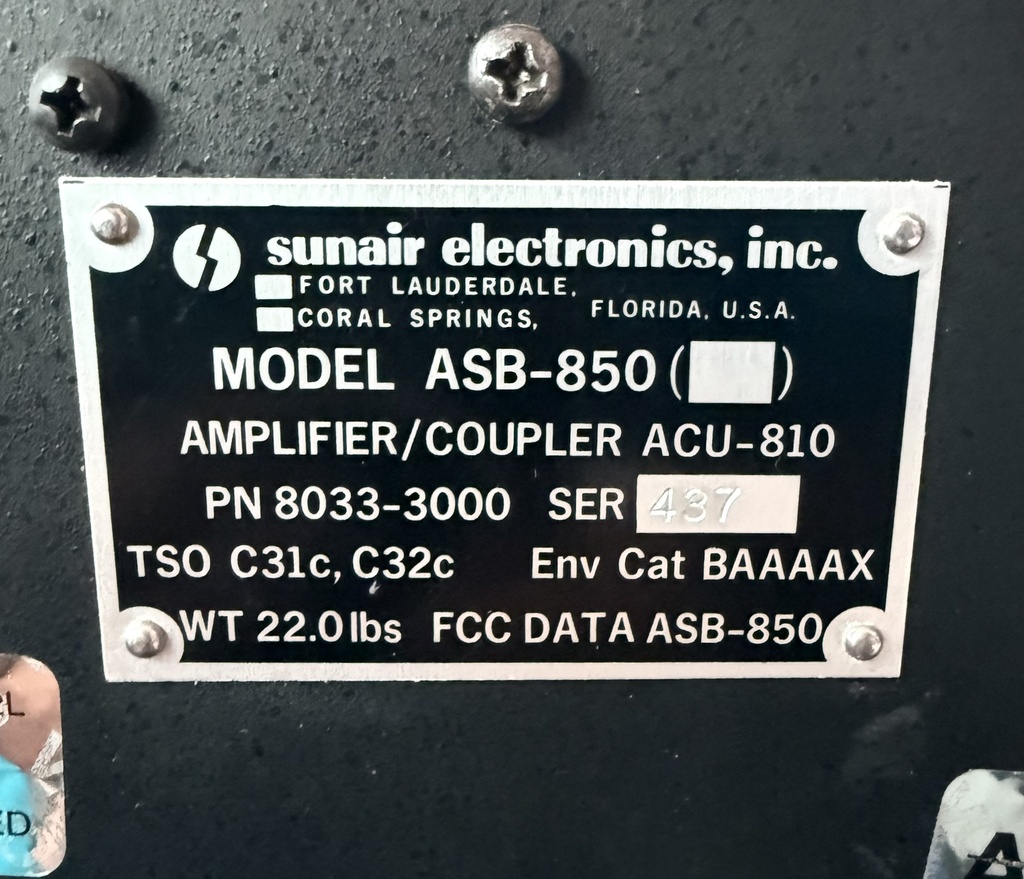 sunair electronics, inc.
FORT LAUDERDALE,
CORAL SPRINGS, FLORIDA, U.S.A.
MODEL ASB-850 ( )
AMPLIFIER/COUPLER ACU-810
PN 8033-3000 SER 437
TSO C31c, C32c Env Cat BAAAAX
WT 22.0 lbs FCC DATA ASB-850